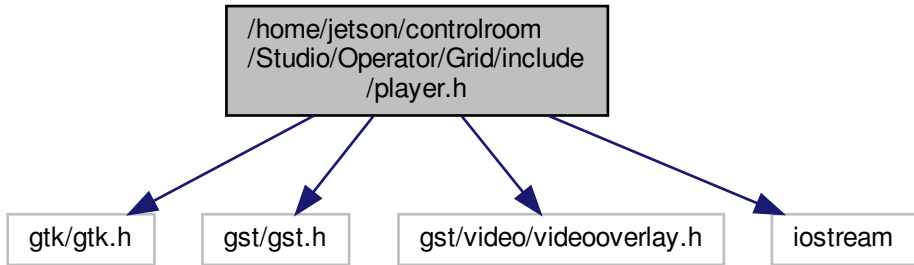 /home/jetson/controlroom
/Studio/Operator/Grid/include
/player.h
gtk/gtk.h
gst/gst.h
gst/video/videooverlay.h
iostream